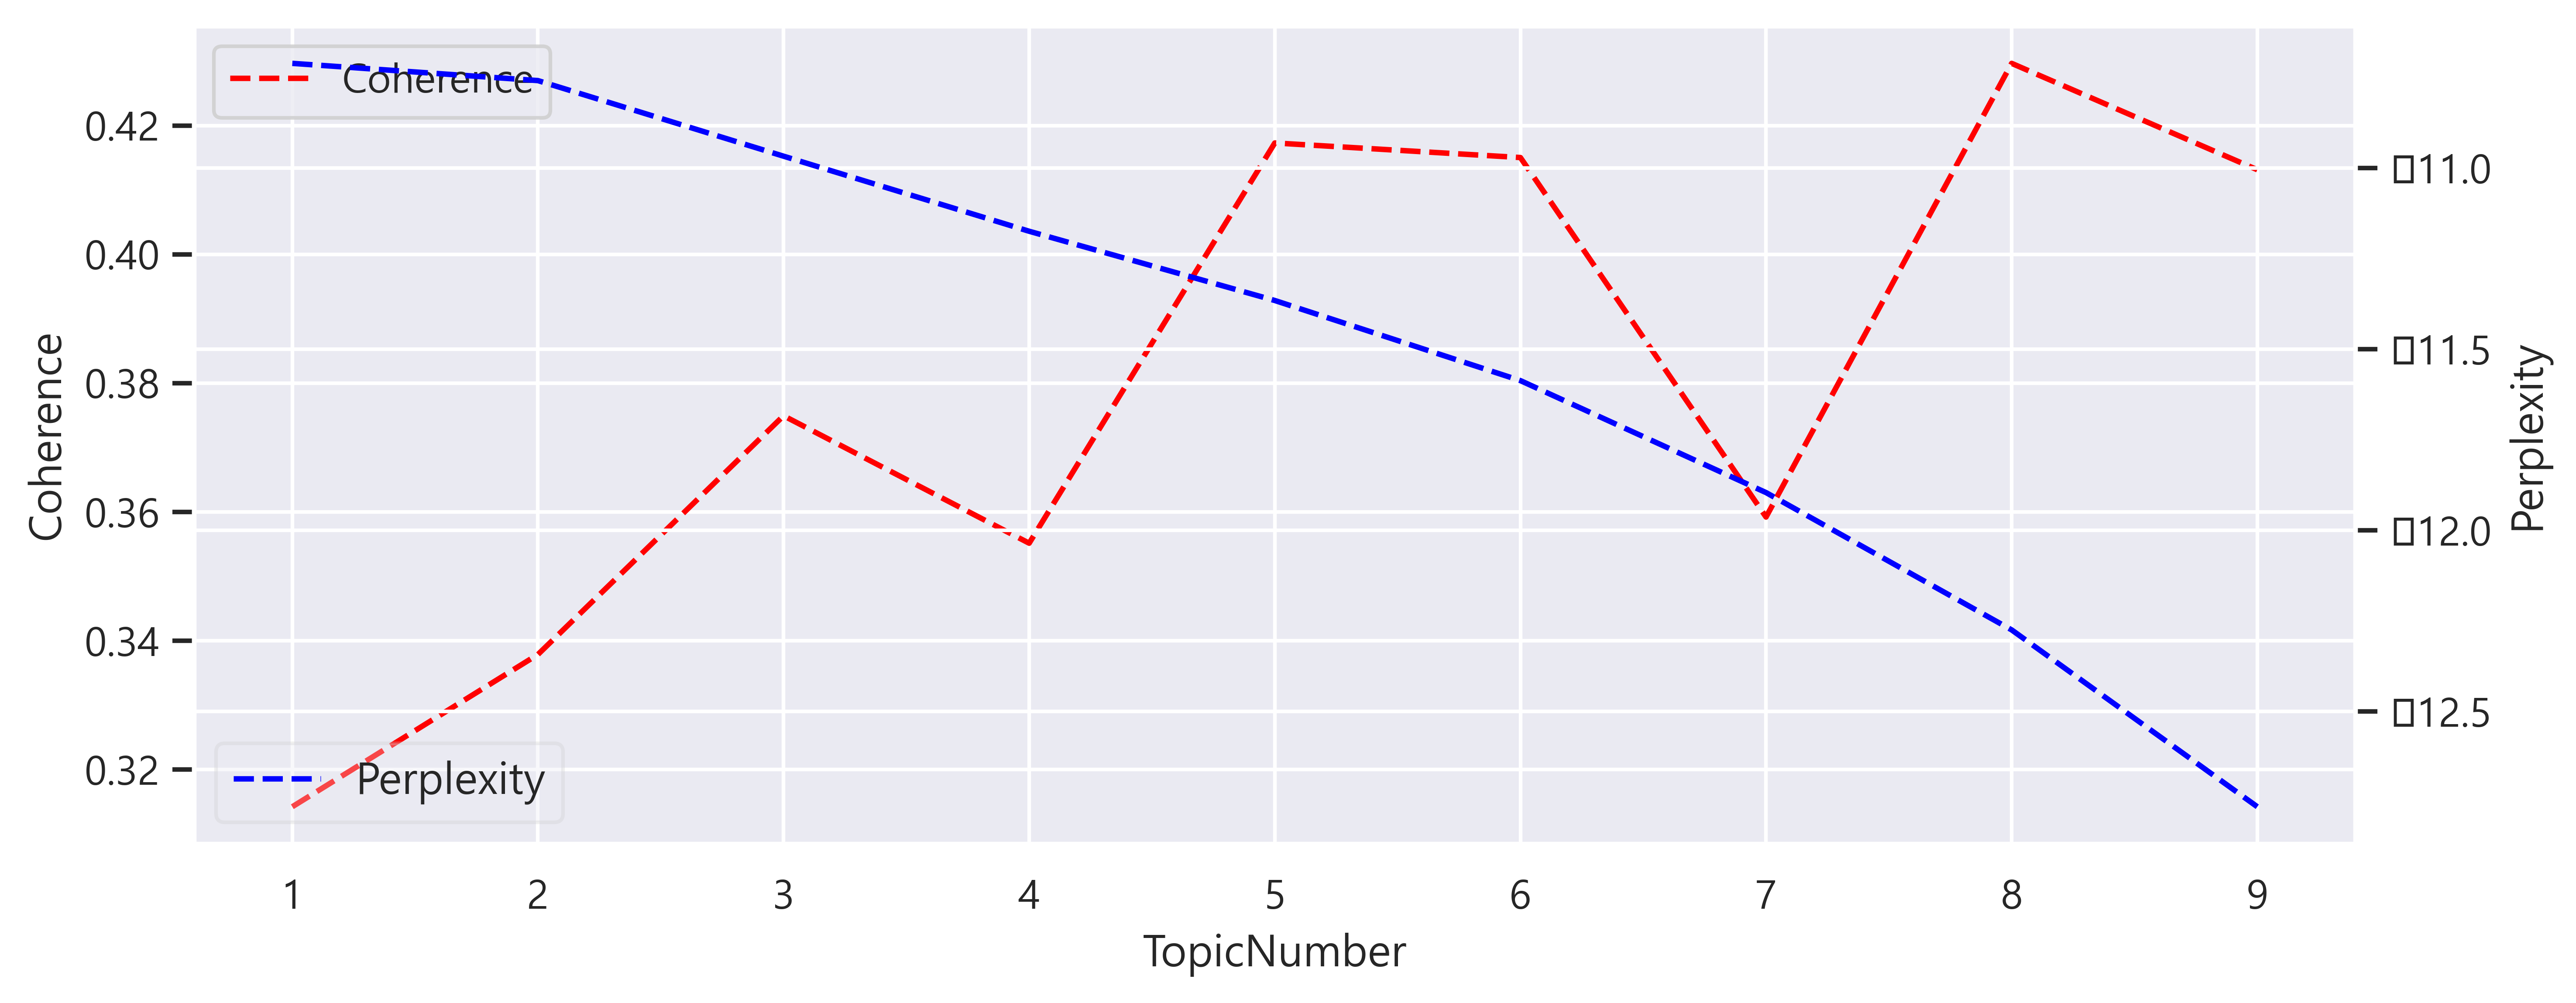 Coherence
Perplexity
Coherence
0.42
0.40
0.38
0.36
0.34
0.32
▯11.0
▯11.5
▯12.0
▯12.5
Perplexity
1 2 3 4 5 6 7 8 9
TopicNumber